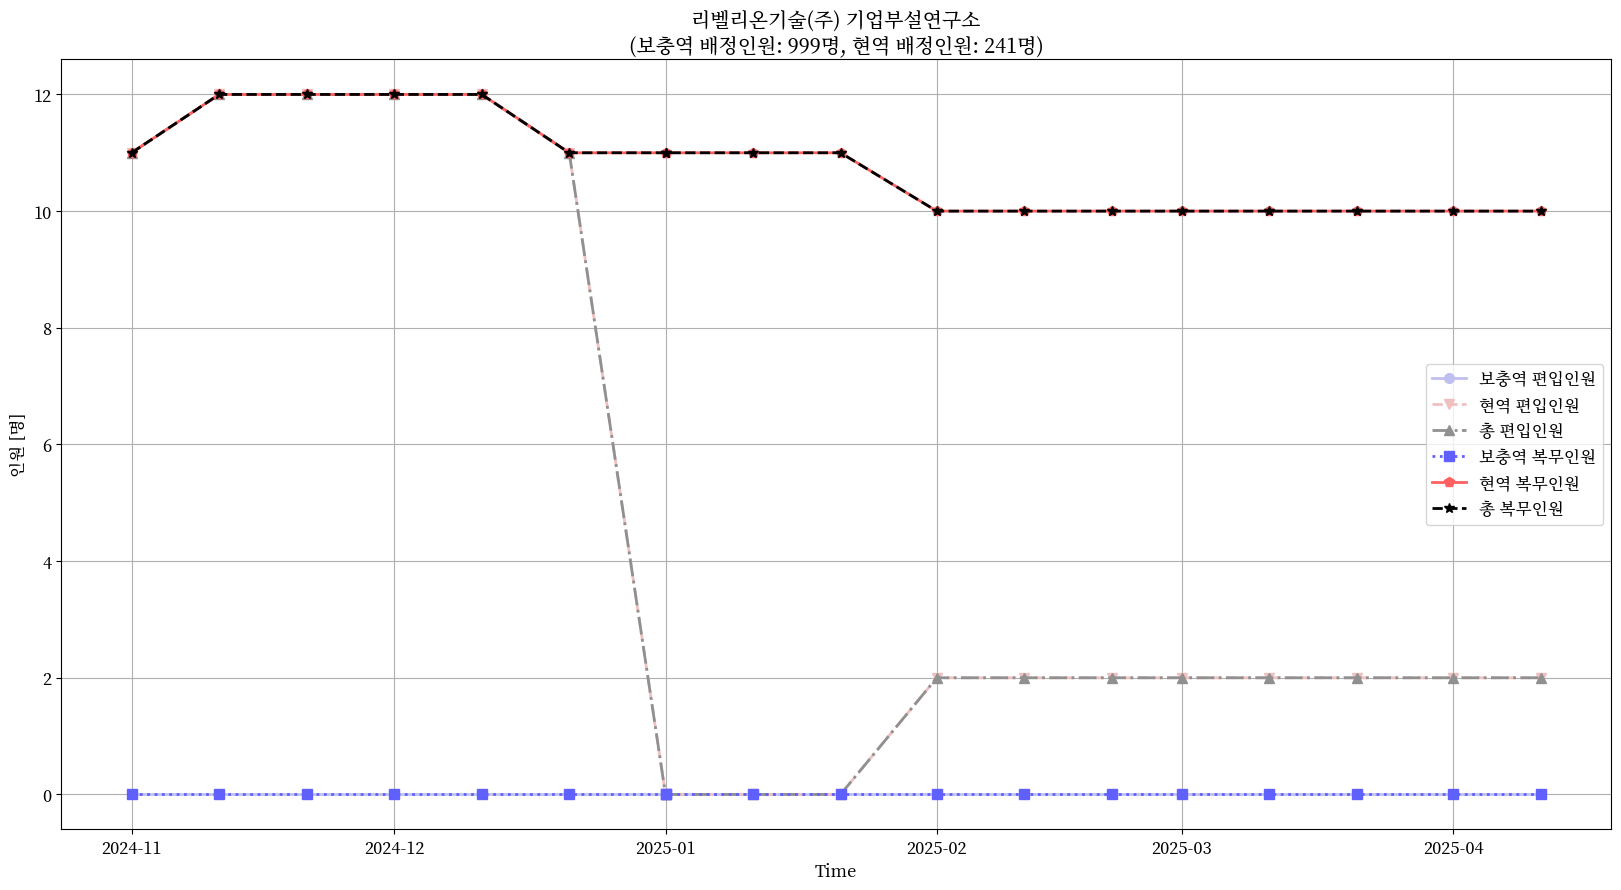 리벨리온기술(주) 기업부설연구소
(보충역 배정인원: 999명, 현역 배정인원: 241명)
12
10
8
6
4
2
0
인원 [명]
보충역 편입인원
현역 편입인원
총 편입인원
보충역 복무인원
현역 복무인원
총 복무인원
2024-11
2024-12
2025-01
2025-02
2025-03
2025-04
Time